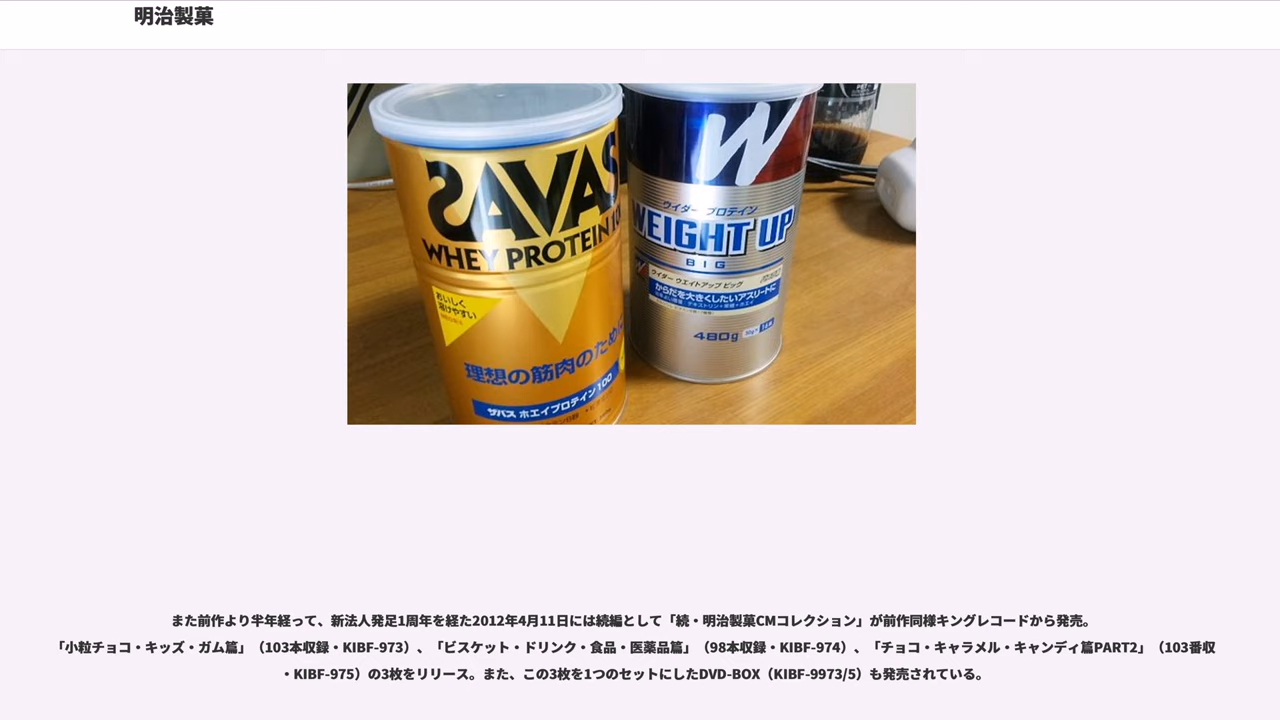 明治製菓
SAVAS
WHEY PROTEIN 10
おいしく
溶けやすい
理想の筋肉のため
ザバス ホエイプロテイン100
W
ウイダー プロテイン
WEIGHT UP
BIG
ウイダー ウエイトアップ ビッグ
からだを大きくしたいアスリートに
480g
また前作より半年経って、新法人発足1周年を経た2012年4月11日には続編として「続・明治製菓CMコレクション」が前作同様キングレコードから発売。
「小粒チョコ・キッズ・ガム篇」（103本収録・KIBF-973）、「ビスケット・ドリンク・食品・医薬品篇」（98本収録・KIBF-974）、「チョコ・キャラメル・キャンディ篇PART2」（103番収
・KIBF-975）の3枚をリリース。また、この3枚を1つのセットにしたDVD-BOX（KIBF-9973/5）も発売されている。